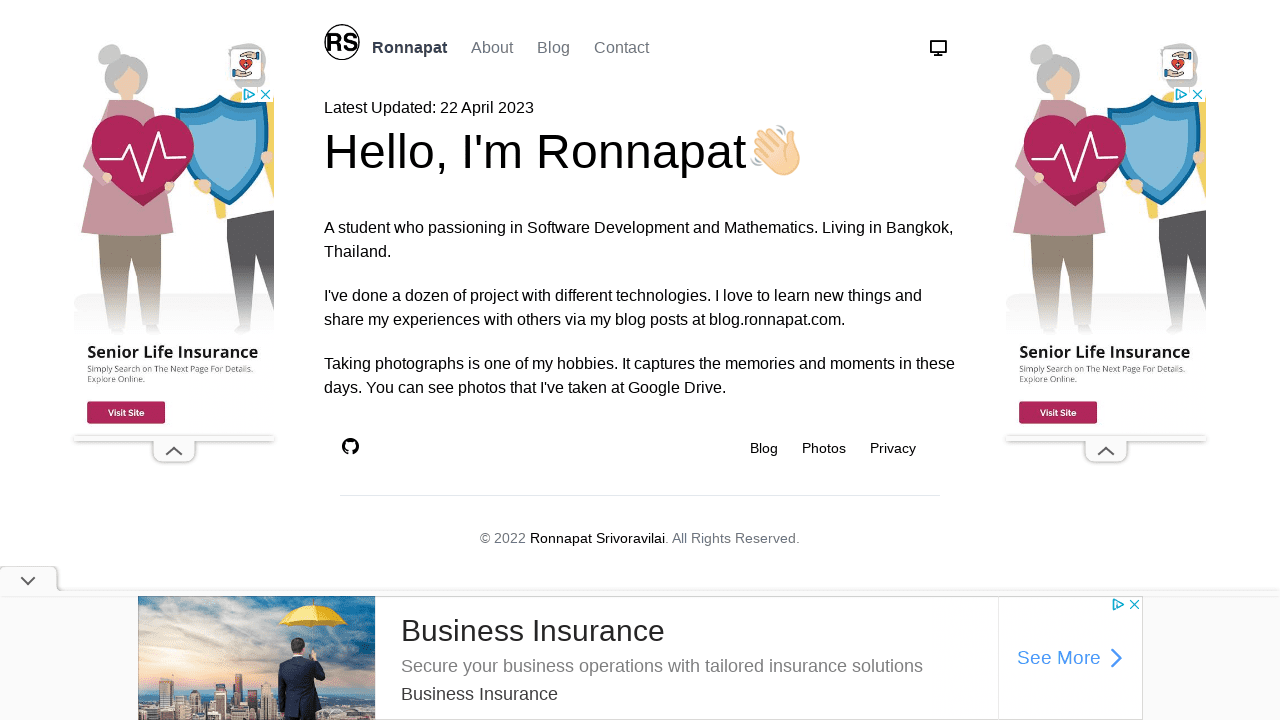 RS
Ronnapat About Blog Contact
Latest Updated: 22 April 2023
Hello, I'm Ronnapat👋🏼
A student who passioning in Software Development and Mathematics. Living in Bangkok,
Thailand.
I've done a dozen of project with different technologies. I love to learn new things and
share my experiences with others via my blog posts at blog.ronnapat.com.
Taking photographs is one of my hobbies. It captures the memories and moments in these
days. You can see photos that I've taken at Google Drive.
Blog Photos Privacy
© 2022 Ronnapat Srivoravilai. All Rights Reserved.
Senior Life Insurance
Simply Search on The Next Page For Details.
Explore Online.
Visit Site
Senior Life Insurance
Simply Search on The Next Page For Details.
Explore Online.
Visit Site
Business Insurance
Secure your business operations with tailored insurance solutions
Business Insurance
See More